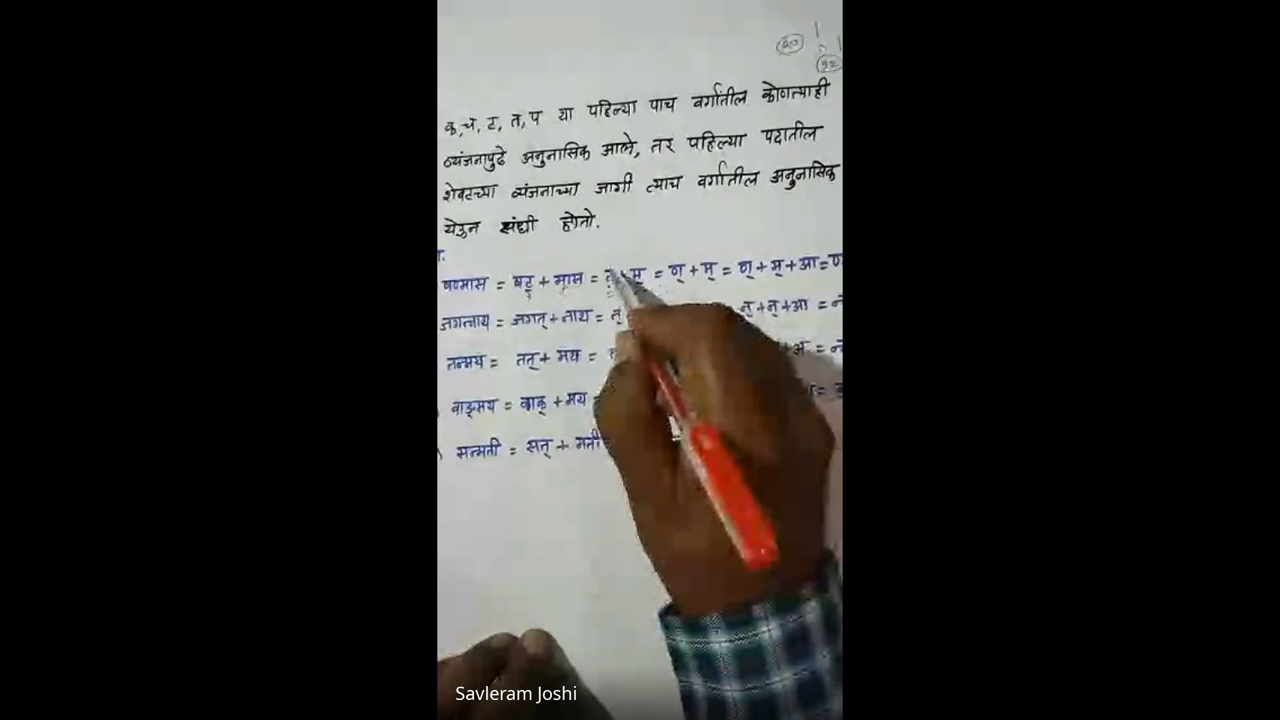 क, च, ट, त, प या पहिल्या पाच वर्गातील कोणत्याही
व्यंजनापुढे अनुनासिक आले, तर पहिल्या पदातील
शेवटच्या व्यंजनाच्या जागी त्याच वर्गातील अनुनासिक
येऊन संधी होतो.
षण्मास = षट् + मास = ट् + म् = ण् + म् = ण् + म् + आ =
जगन्नाथ = जगत् + नाथ = त् न् + न् + आ =
तन्मय = तत् + मय =
वाङ्मय = वाक् + मय
सन्मती = सत् + मती
Savleram Joshi